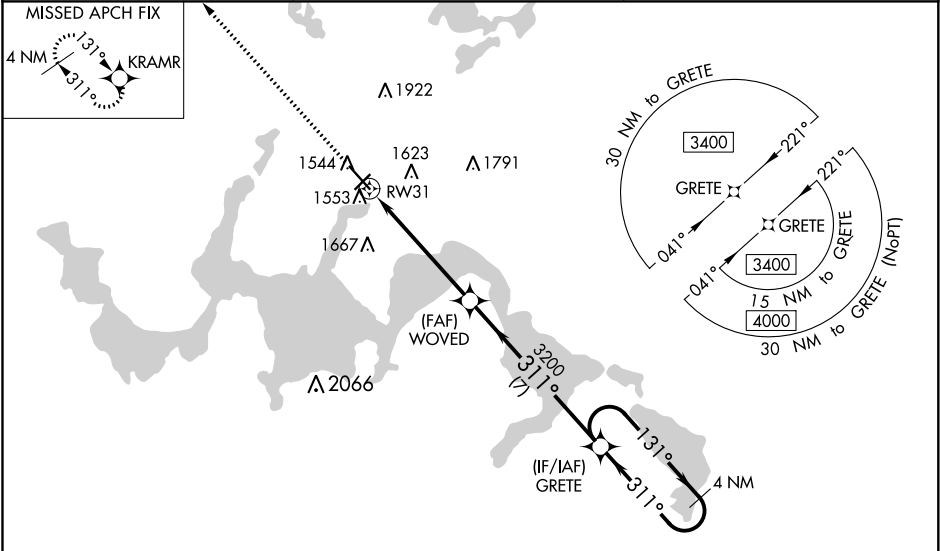 MISSED APCH FIX
4 NM
131°
311°
KRAMR
1922
1544
1623
1791
1553
RW31
1667
(FAF)
WOVED
2066
3200
311°
(7)
(IF/IAF)
GRETE
131°
311°
4 NM
30 NM to GRETE
3400
221°
GRETE
041°
221°
GRETE
041°
3400
15 NM to GRETE
4000
30 NM to GRETE (NoPT)